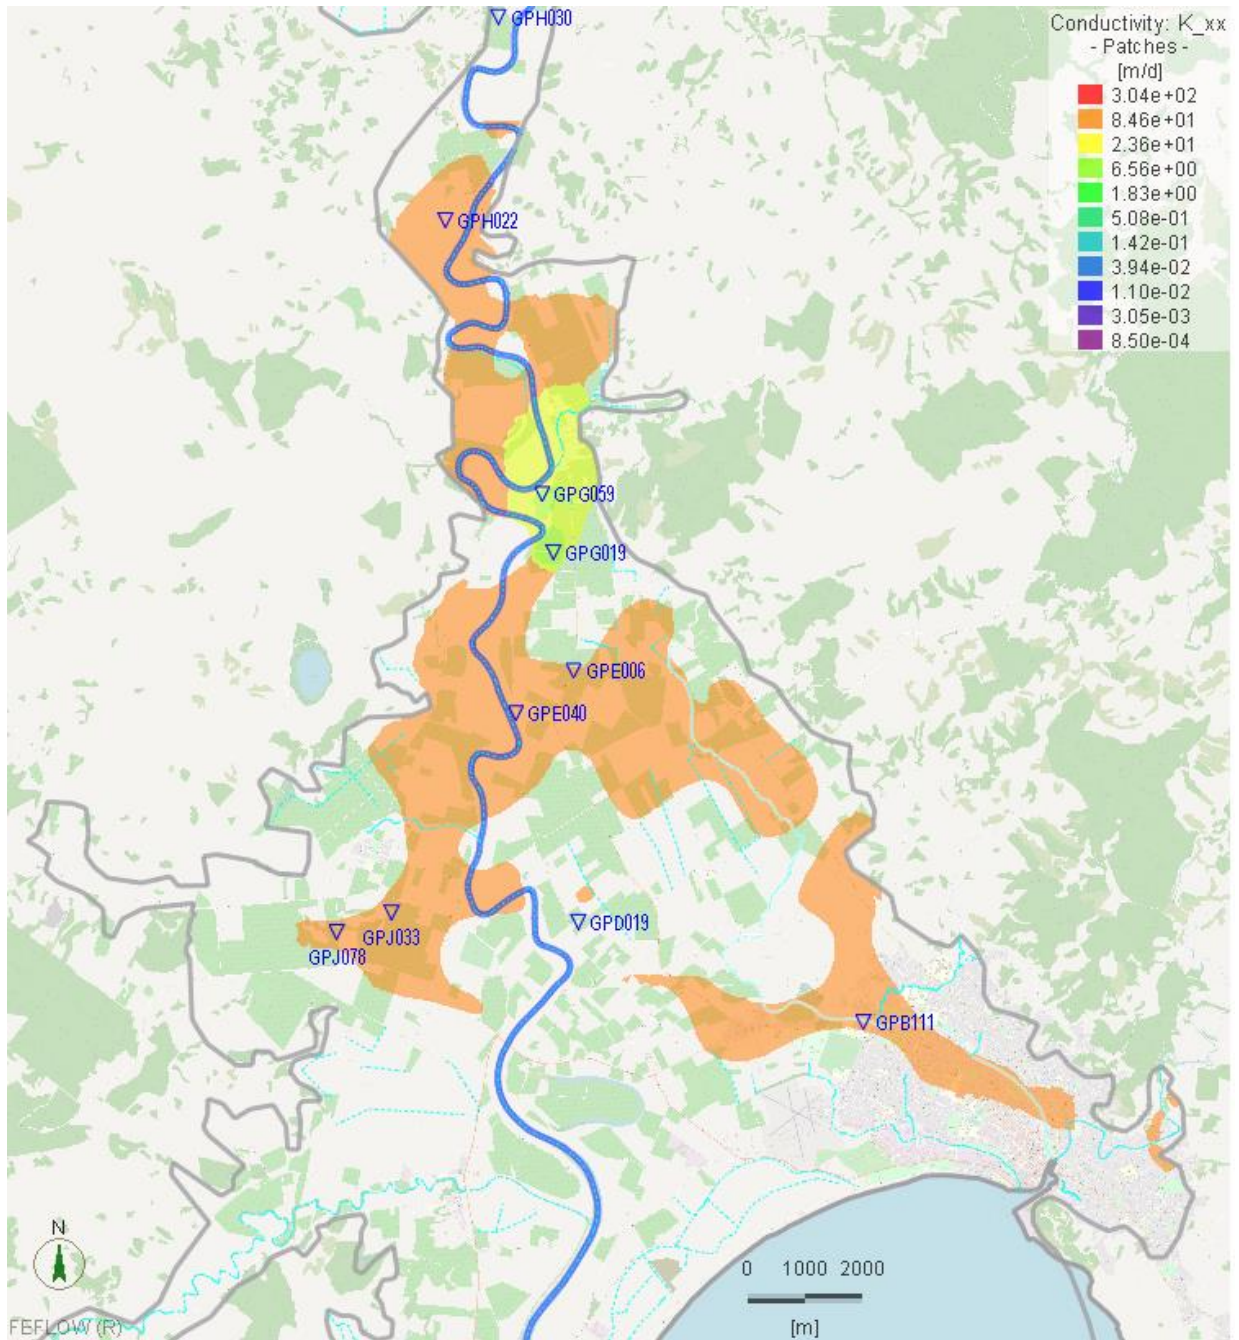 GPH030
Conductivity: K_xx
- Patches -
[m/d]
3.04e+02
8.46e+01
2.36e+01
6.56e+00
1.83e+00
5.08e-01
1.42e-01
3.94e-02
1.10e-02
3.05e-03
8.50e-04
GPH022
GPG059
GPG019
GPE006
GPE040
GPJ033
GPD019
GPJ078
GPB111
N
0 1000 2000
[m]
FEFLOW (R)